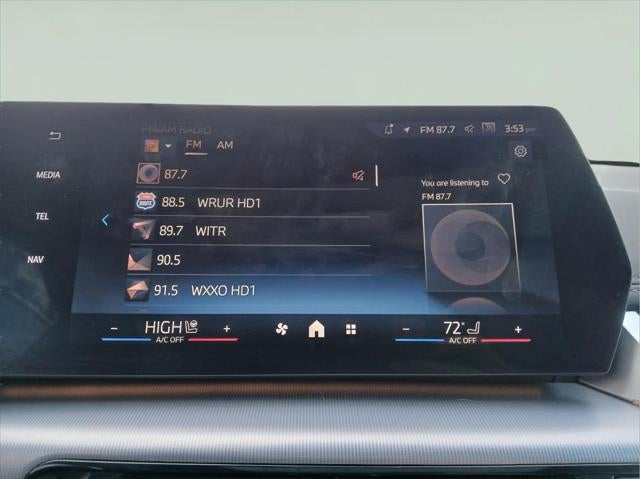 FM/AM RADIO
FM 87.7 3:53 pm
FM AM
MEDIA
87.7
You are listening to
FM 87.7
88.5 WRUR HD1
TEL
89.7 WITR
NAV
90.5
91.5 WXXO HD1
− HIGH +
A/C OFF
− 72° +
A/C OFF